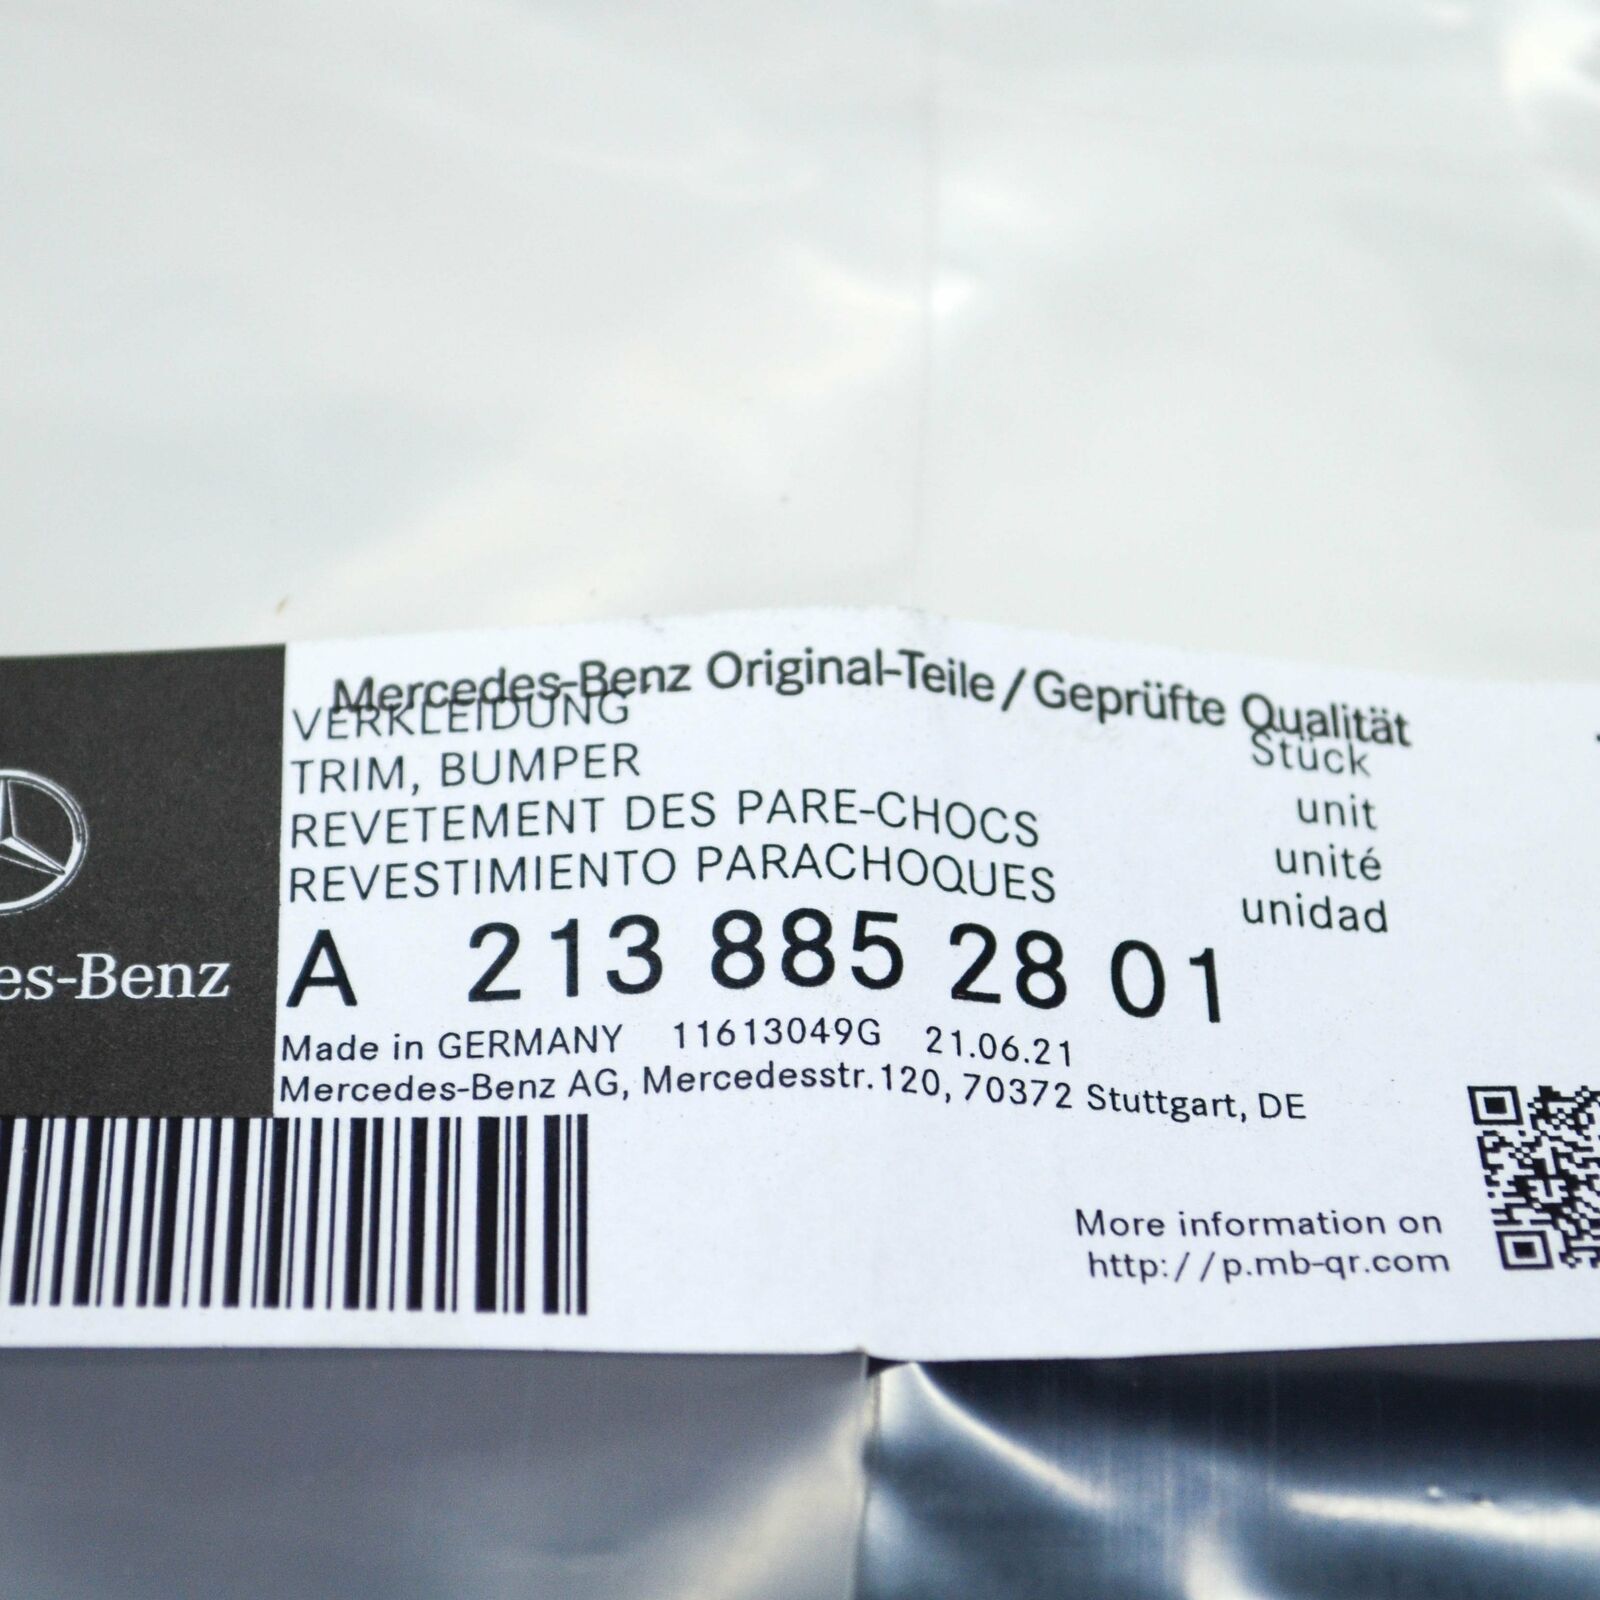 Mercedes-Benz Original-Teile/Geprüfte Qualität
VERKLEIDUNG Stück
TRIM, BUMPER unit
REVETEMENT DES PARE-CHOCS unité
REVESTIMIENTO PARACHOQUES unidad
A 213 885 28 01
es-Benz
Made in GERMANY 11613049G 21.06.21
Mercedes-Benz AG, Mercedesstr.120, 70372 Stuttgart, DE
More information on
http://p.mb-qr.com